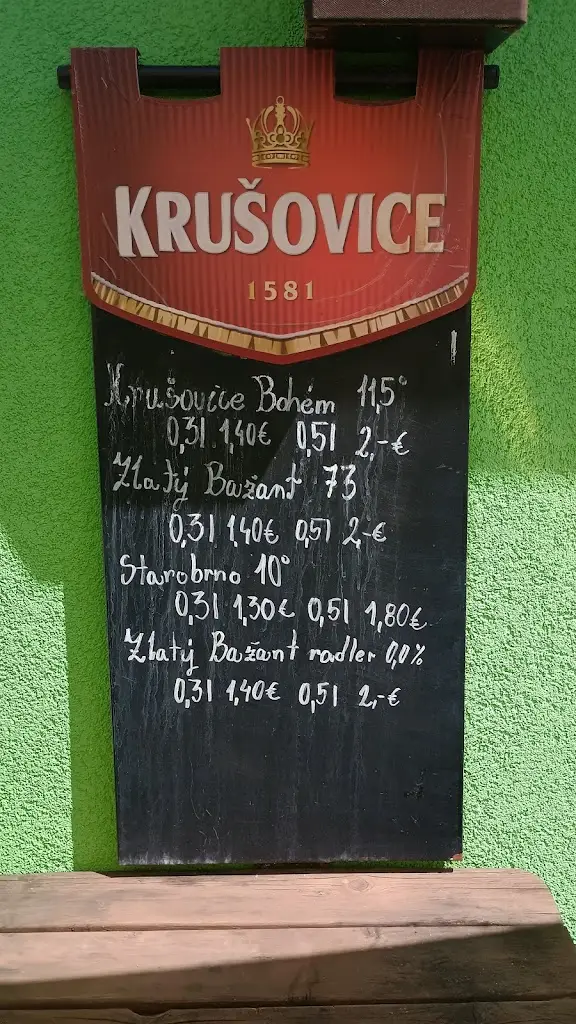 KRUŠOVICE
1581
Krušovice Bohém 11,5°
0,3l 1,40€ 0,5l 2,-€
Zlatý Bažant 73
0,3l 1,40€ 0,5l 2,-€
Starobrno 10°
0,3l 1,30€ 0,5l 1,80€
Zlatý Bažant radler 0,0%
0,3l 1,40€ 0,5l 2,-€